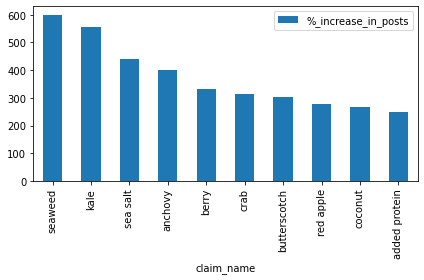 %_increase_in_posts
600
500
400
300
200
100
0
seaweed
kale
sea salt
anchovy
berry
crab
butterscotch
red apple
coconut
added protein
claim_name